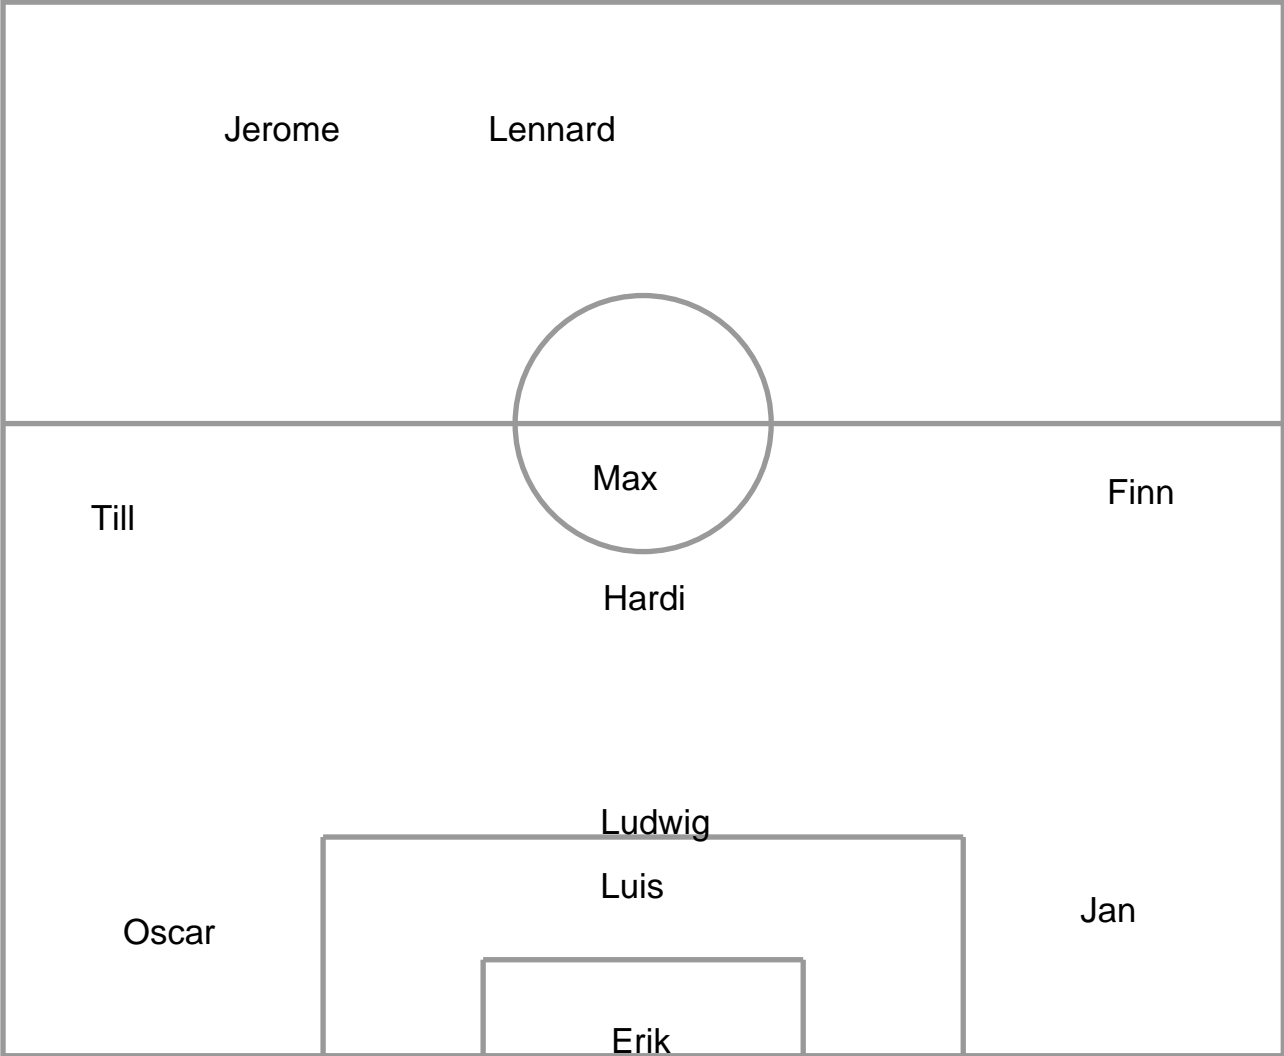 Jerome
Lennard
Max
Finn
Till
Hardi
Ludwig
Luis
Jan
Oscar
Erik